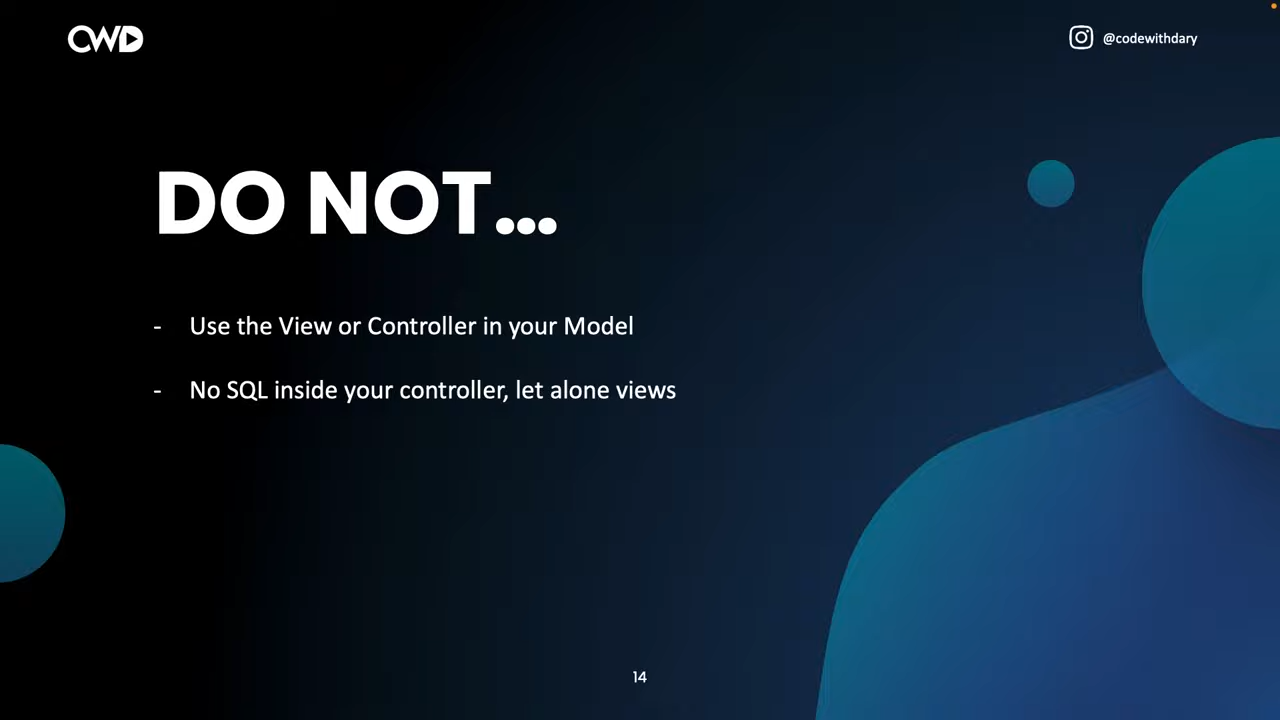 CWD
@codewithdary
DO NOT...
- Use the View or Controller in your Model
- No SQL inside your controller, let alone views
14